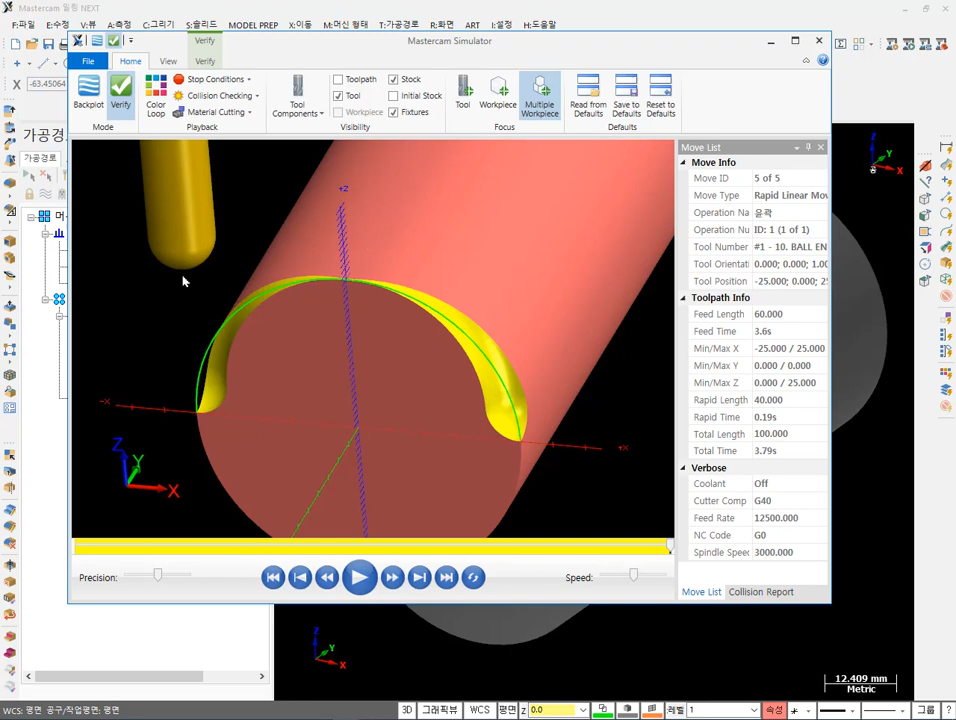 Mastercam 밀링 NEXT
F:파일 E:수정 V:뷰 A:측정 C:그리기 S:솔리드 MODEL PREP X:이동 M:머신 형태 T:가공경로 R:화면 ART I:설정 H:도움말
Verify
Mastercam Simulator
File Home View Verify
X -63.45064
Backplot
Verify
Mode
Color Loop
Stop Conditions
Collision Checking
Material Cutting
Playback
Tool Components
Toolpath
Tool
Workpiece
Stock
Initial Stock
Fixtures
Visibility
Tool
Workpiece
Multiple Workpiece
Focus
Read from Defaults
Save to Defaults
Reset to Defaults
Defaults
가공경로
Move List
Move Info
Move ID 5 of 5
Move Type Rapid Linear Mov
Operation Na 윤곽
Operation Nu ID: 1 (1 of 1)
Tool Number #1 - 10. BALL EN
Tool Orientat 0.000; 0.000; 1.00
Tool Position -25.000; 0.000; 25
Toolpath Info
Feed Length 60.000
Feed Time 3.6s
Min/Max X -25.000 / 25.000
Min/Max Y 0.000 / 0.000
Min/Max Z 0.000 / 25.000
Rapid Length 40.000
Rapid Time 0.19s
Total Length 100.000
Total Time 3.79s
Verbose
Coolant Off
Cutter Comp G40
Feed Rate 12500.000
NC Code G0
Spindle Speed 3000.000
+Z
-X
+X
Z
Y
X
Precision:
Speed:
Move List Collision Report
Z
Y
X
Z
Y
X
12.409 mm
Metric
WCS: 평면 공구/작업평면: 평면
3D 그래픽뷰 WCS 평면 Z 0.0 레벨 1 속성 그룹 ?